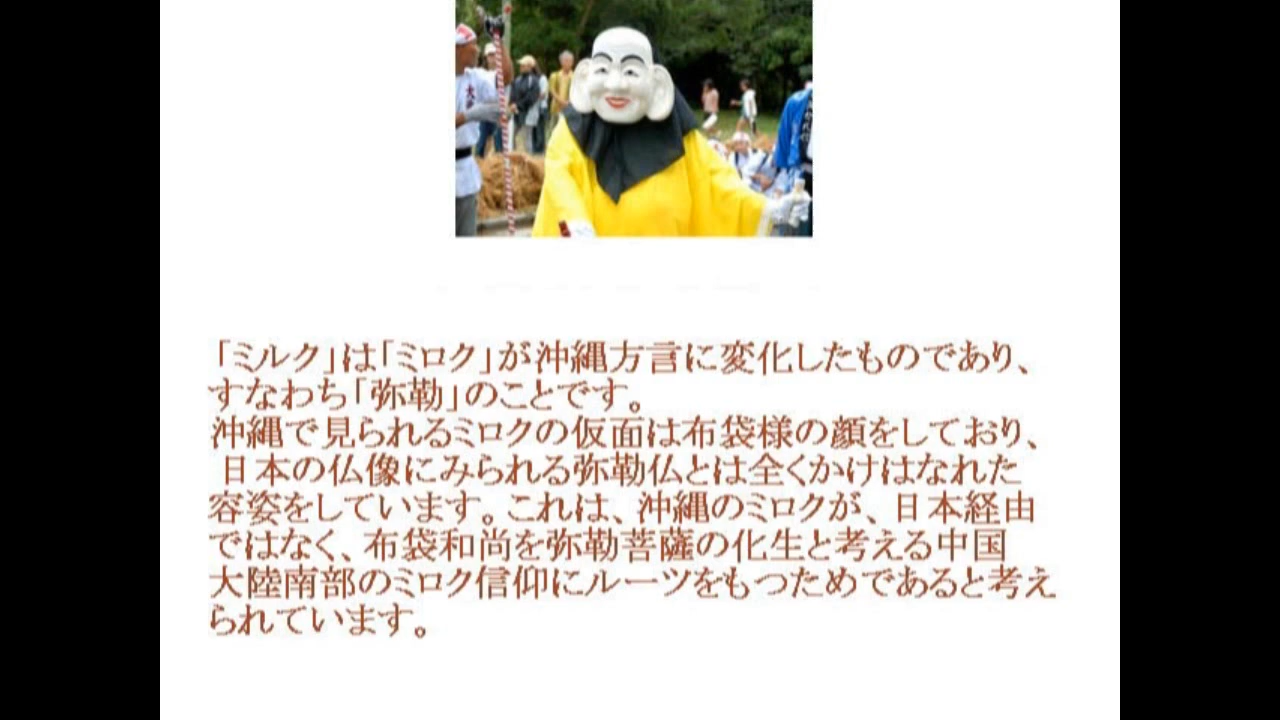 「ミルク」は「ミロク」が沖縄方言に変化したものであり、
すなわち「弥勒」のことです。
沖縄で見られるミロクの仮面は布袋様の顔をしており、
日本の仏像にみられる弥勒仏とは全くかけはなれた
容姿をしています。これは、沖縄のミロクが、日本経由
ではなく、布袋和尚を弥勒菩薩の化生と考える中国
大陸南部のミロク信仰にルーツをもつためであると考え
られています。